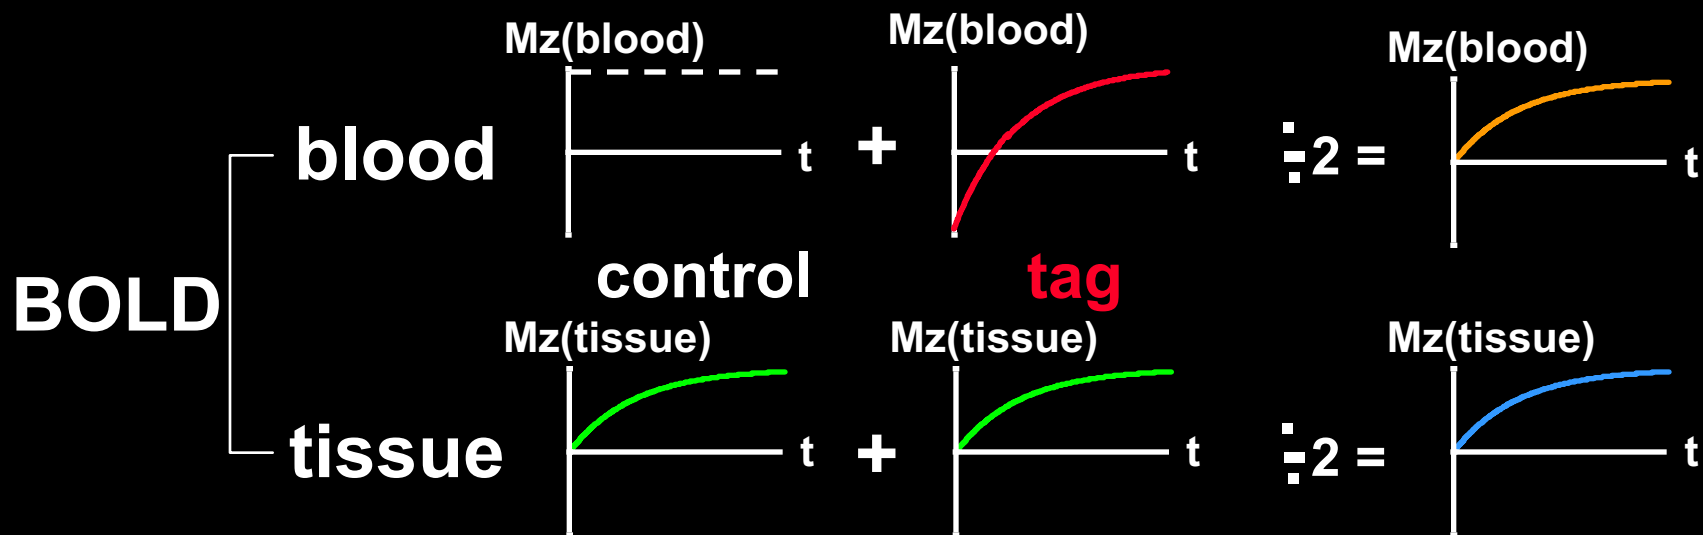 Mz(blood) Mz(blood) Mz(blood)
blood t + t ÷2 = t
control tag
BOLD
Mz(tissue) Mz(tissue) Mz(tissue)
tissue t + t ÷2 = t